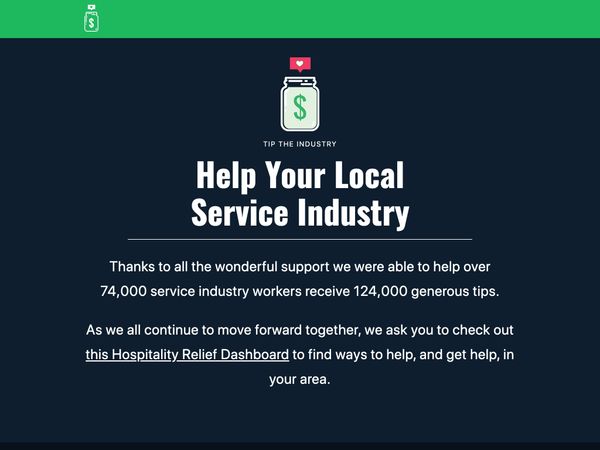 $
$
TIP THE INDUSTRY
Help Your Local
Service Industry
Thanks to all the wonderful support we were able to help over
74,000 service industry workers receive 124,000 generous tips.
As we all continue to move forward together, we ask you to check out
this Hospitality Relief Dashboard to find ways to help, and get help, in
your area.